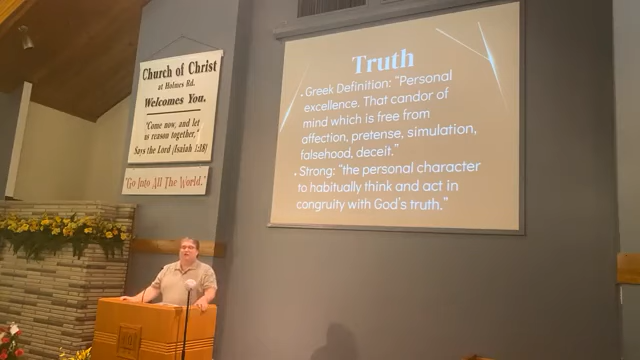 Church of Christ
at Holmes Rd.
Welcomes You.
"Come now, and let
us reason together,"
Says the Lord (Isaiah 1:18)
"Go Into All The World."
Truth
• Greek Definition: "Personal
excellence. That candor of
mind which is free from
affection, pretense, simulation,
falsehood, deceit."
• Strong: "the personal character
to habitually think and act in
congruity with God's truth."